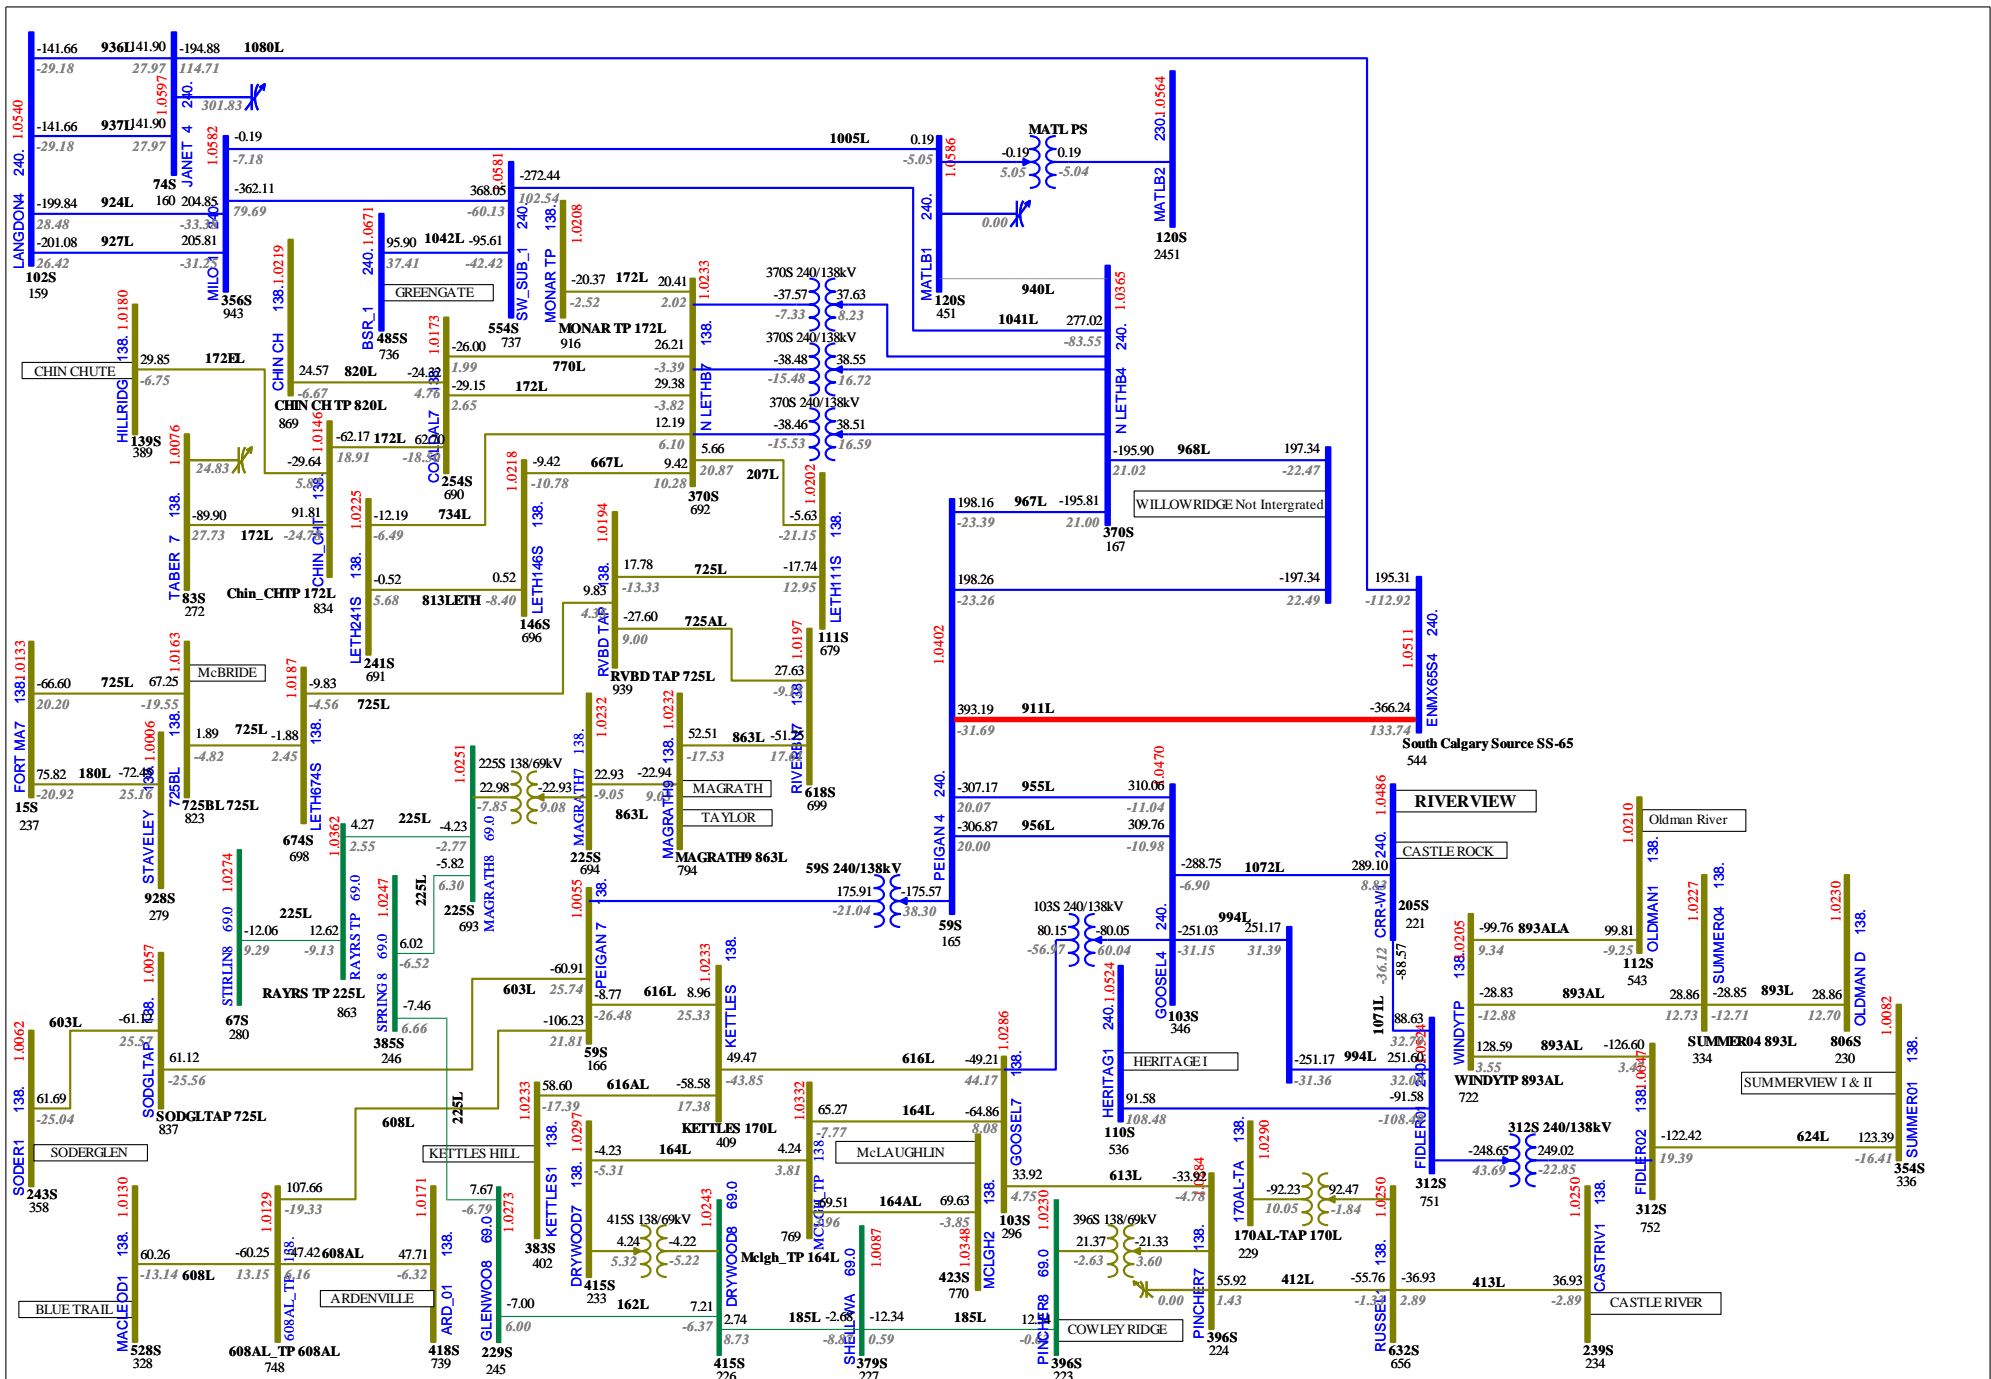 -141.66 936L 141.90 -194.88 1080L
-29.18 27.97 114.71
LANGDON4 240. 1.0540
JANET 4 240. 1.0597
301.83
-141.66 937L 141.90
-29.18 27.97
74S
160
-199.84 924L 204.85
28.48
-201.08 927L 205.81
26.42 -31.25
102S
159
MILO 1 240. 1.0582
-0.19 1005L 0.19
-7.18 -5.05
-362.11 368.05
79.69 -60.13
356S
943
BSR_1 240. 1.0671
95.90 1042L -95.61
37.41 -42.42
GREENGATE
485S
736
SW_SUB_1 240. 1.0581
-272.44
102.54
554S
737
MATLB1 240. 1.0586
MATL PS
-0.19 0.19
5.05 -5.04
0.00
120S
451
MATLB2 230. 1.0564
120S
2451
940L
1041L 277.02
-83.55
N LETHB4 240. 1.0365
MONAR TP 138. 1.0208
-20.37 172L 20.41
-2.52 2.02
MONAR TP 172L
916
N LETHB7 138. 1.0233
370S 240/138kV
-37.57 37.63
-7.33 8.23
370S 240/138kV
-38.48 38.55
-15.48 16.72
370S 240/138kV
-38.46 38.51
-15.53 16.59
CHIN CH 138. 1.0219
24.57 820L
-6.67 4.76
CHIN CH TP 820L
869
HILLRIDG 138. 1.0180
CHIN CHUTE
29.85 172EL -29.64
-6.75
139S
389
COALDAL7 138. 1.0173
-26.00 770L 26.21
1.99 -3.39
-29.15 172L 29.38
2.65 -3.82
254S
690
TABER 7 138. 1.0076
24.83
-89.90 172L 91.81
27.73
83S
272
CHIN_CHT 138. 1.0146
-62.17 172L
18.91
Chin_CHTP 172L
834
12.19
6.10
5.66
20.87
-9.42 667L 9.42
-10.78 10.28
370S
692
207L
LETH241S 138. 1.0225
-12.19 734L
-6.49
-0.52 813LETH 0.52
5.68 -8.40
241S
691
LETH146S 138. 1.0218
146S
696
LETH111S 138. 1.0202
-5.63
-21.15
17.78 725L -17.74
-13.33 12.95
111S
679
RVBD TAP 138. 1.0194
9.83
-27.60 725AL 27.63
9.00
RVBD TAP 725L
939
-195.90 968L 197.34
21.02 -22.47
198.16 967L -195.81
-23.39 21.00
370S
167
WILLOWRIDGE Not Intergrated
198.26 -197.34
-23.26 22.49
195.31
-112.92
ENMX65S4 240. 1.0511
PEIGAN 4 240. 1.0402
393.19 911L -366.24
-31.69 133.74
South Calgary Source SS-65
544
FORT MA7 138. 1.0133
-66.60 725L 67.25
20.20 -19.55
75.82 180L
-20.92 25.16
15S
237
725BL 138. 1.0163
McBRIDE
1.89 725L -1.88
-4.82 2.45
725BL 725L
823
STAVELEY 138. 1.0006
928S
279
LETH674S 138. 1.0187
-9.83 725L
-4.56
674S
698
RIVERB 7 138. 1.0197
618S
699
MAGRATH7 138. 1.0232
22.93 863L -22.94
-9.05
225S
694
MAGRATH9 138. 1.0232
52.51 863L
-17.53
MAGRATH
TAYLOR
MAGRATH9 863L
794
MAGRATH8 69.0 1.0251
225S 138/69kV
22.98 -22.93
-7.85 9.08
225S
693
RAYRS TP 69.0 1.0362
4.27 225L -4.23
2.55 -2.77
-5.82
6.30
225L
RAYRS TP 225L
863
STIRLIN8 69.0 1.0274
-12.06 225L 12.62
9.29 -9.13
67S
280
SPRING 8 69.0 1.0247
6.02
-6.52
-7.46
6.66
385S
246
225L
-307.17 955L 310.06
20.07 -11.04
-306.87 956L 309.76
20.00 -10.98
59S
165
GOOSEL4 240. 1.0470
59S 240/138kV
175.91 -175.57
-21.04 38.30
PEIGAN 7 138. 1.0055
-60.91
25.74
603L
-8.77 616L 8.96
-26.48 25.33
-106.23
21.81
59S
166
-288.75 1072L 289.10
-6.90
103S 240/138kV
80.15 -80.05
-56.97 60.04
-251.03 994L 251.17
-31.15 31.39
103S
346
CRR-W 240. 1.0486
RIVERVIEW
CASTLE ROCK
205S
221
-36.12
-88.57
1071L
88.63
-251.17 994L 251.60
-31.36
HERITAG1 240. 1.0524
HERITAGE I
91.58 -91.58
108.48
110S
536
FIDLER01 240.
312S 240/138kV
-248.65 249.02
43.69 -22.85
312S
751
FIDLER02 138.
312S
752
WINDYTP 138. 1.0205
-99.76 893ALA 99.81
9.34 -9.25
-28.83 893AL 28.86
-12.88 12.73
128.59 893AL -126.60
3.55
WINDYTP 893AL
722
OLDMAN1 138. 1.0210
Oldman River
112S
543
SUMMER04 138. 1.0227
-28.85 893L 28.86
-12.71 12.70
SUMMER04 893L
334
OLDMAN D 138. 1.0230
806S
230
SUMMERVIEW I & II
-122.42 624L 123.39
19.39 -16.41
SUMMER01 138. 1.0082
354S
336
SODGLTAP 138. 1.0057
603L
61.12
-25.56
SODGLTAP 725L
837
SODER1 138. 1.0062
61.69
-25.04
SODERGLEN
243S
358
KETTLES 138. 1.0233
49.47 616L -49.21
-43.85 44.17
KETTLES 170L
409
KETTLES1 138. 1.0233
58.60 616AL -58.58
-17.39 17.38
KETTLES HILL
383S
402
608L
GOOSEL7 138. 1.0286
65.27 164L -64.86
-7.77 8.08
MCLGH_TP 138. 1.0332
McLAUGHLIN
164AL 69.63
-3.85
Mclgh_TP 164L
769
MCLGH2 138. 1.0348
423S
770
33.92 613L
4.75
103S
296
DRYWOOD7 138. 1.0297
-4.23 164L 4.24
-5.31 3.81
415S 138/69kV
4.24 -4.22
5.32 -5.22
415S
233
DRYWOOD8 69.0 1.0243
415S
226
MACLEOD1 138. 1.0130
60.26 608L -60.25
-13.14 13.15
BLUE TRAIL
528S
328
608AL_TP 138. 1.0129
107.66
-19.33
608AL 47.71
-6.32
608AL_TP 608AL
748
ARD_01 138. 1.0171
ARDENVILLE
418S
739
GLENWOO8 69.0 1.0273
7.67
-6.79
-7.00 162L 7.21
6.00 -6.37
229S
245
2.74 185L
8.73
SHELL WA 69.0 1.0087
-12.34 185L
0.59
379S
227
PINCHER8 69.0 1.0230
396S 138/69kV
21.37 -21.33
-2.63 3.60
COWLEY RIDGE
396S
223
PINCHER7 138.
0.00
55.92 412L -55.76
1.43
396S
224
170AL-TA 138. 1.0290
-92.23 92.47
10.05 -1.84
170AL-TAP 170L
229
RUSSEL 138. 1.0250
-36.93 413L 36.93
2.89 -2.89
632S
656
CASTRIV1 138. 1.0250
CASTLE RIVER
239S
234